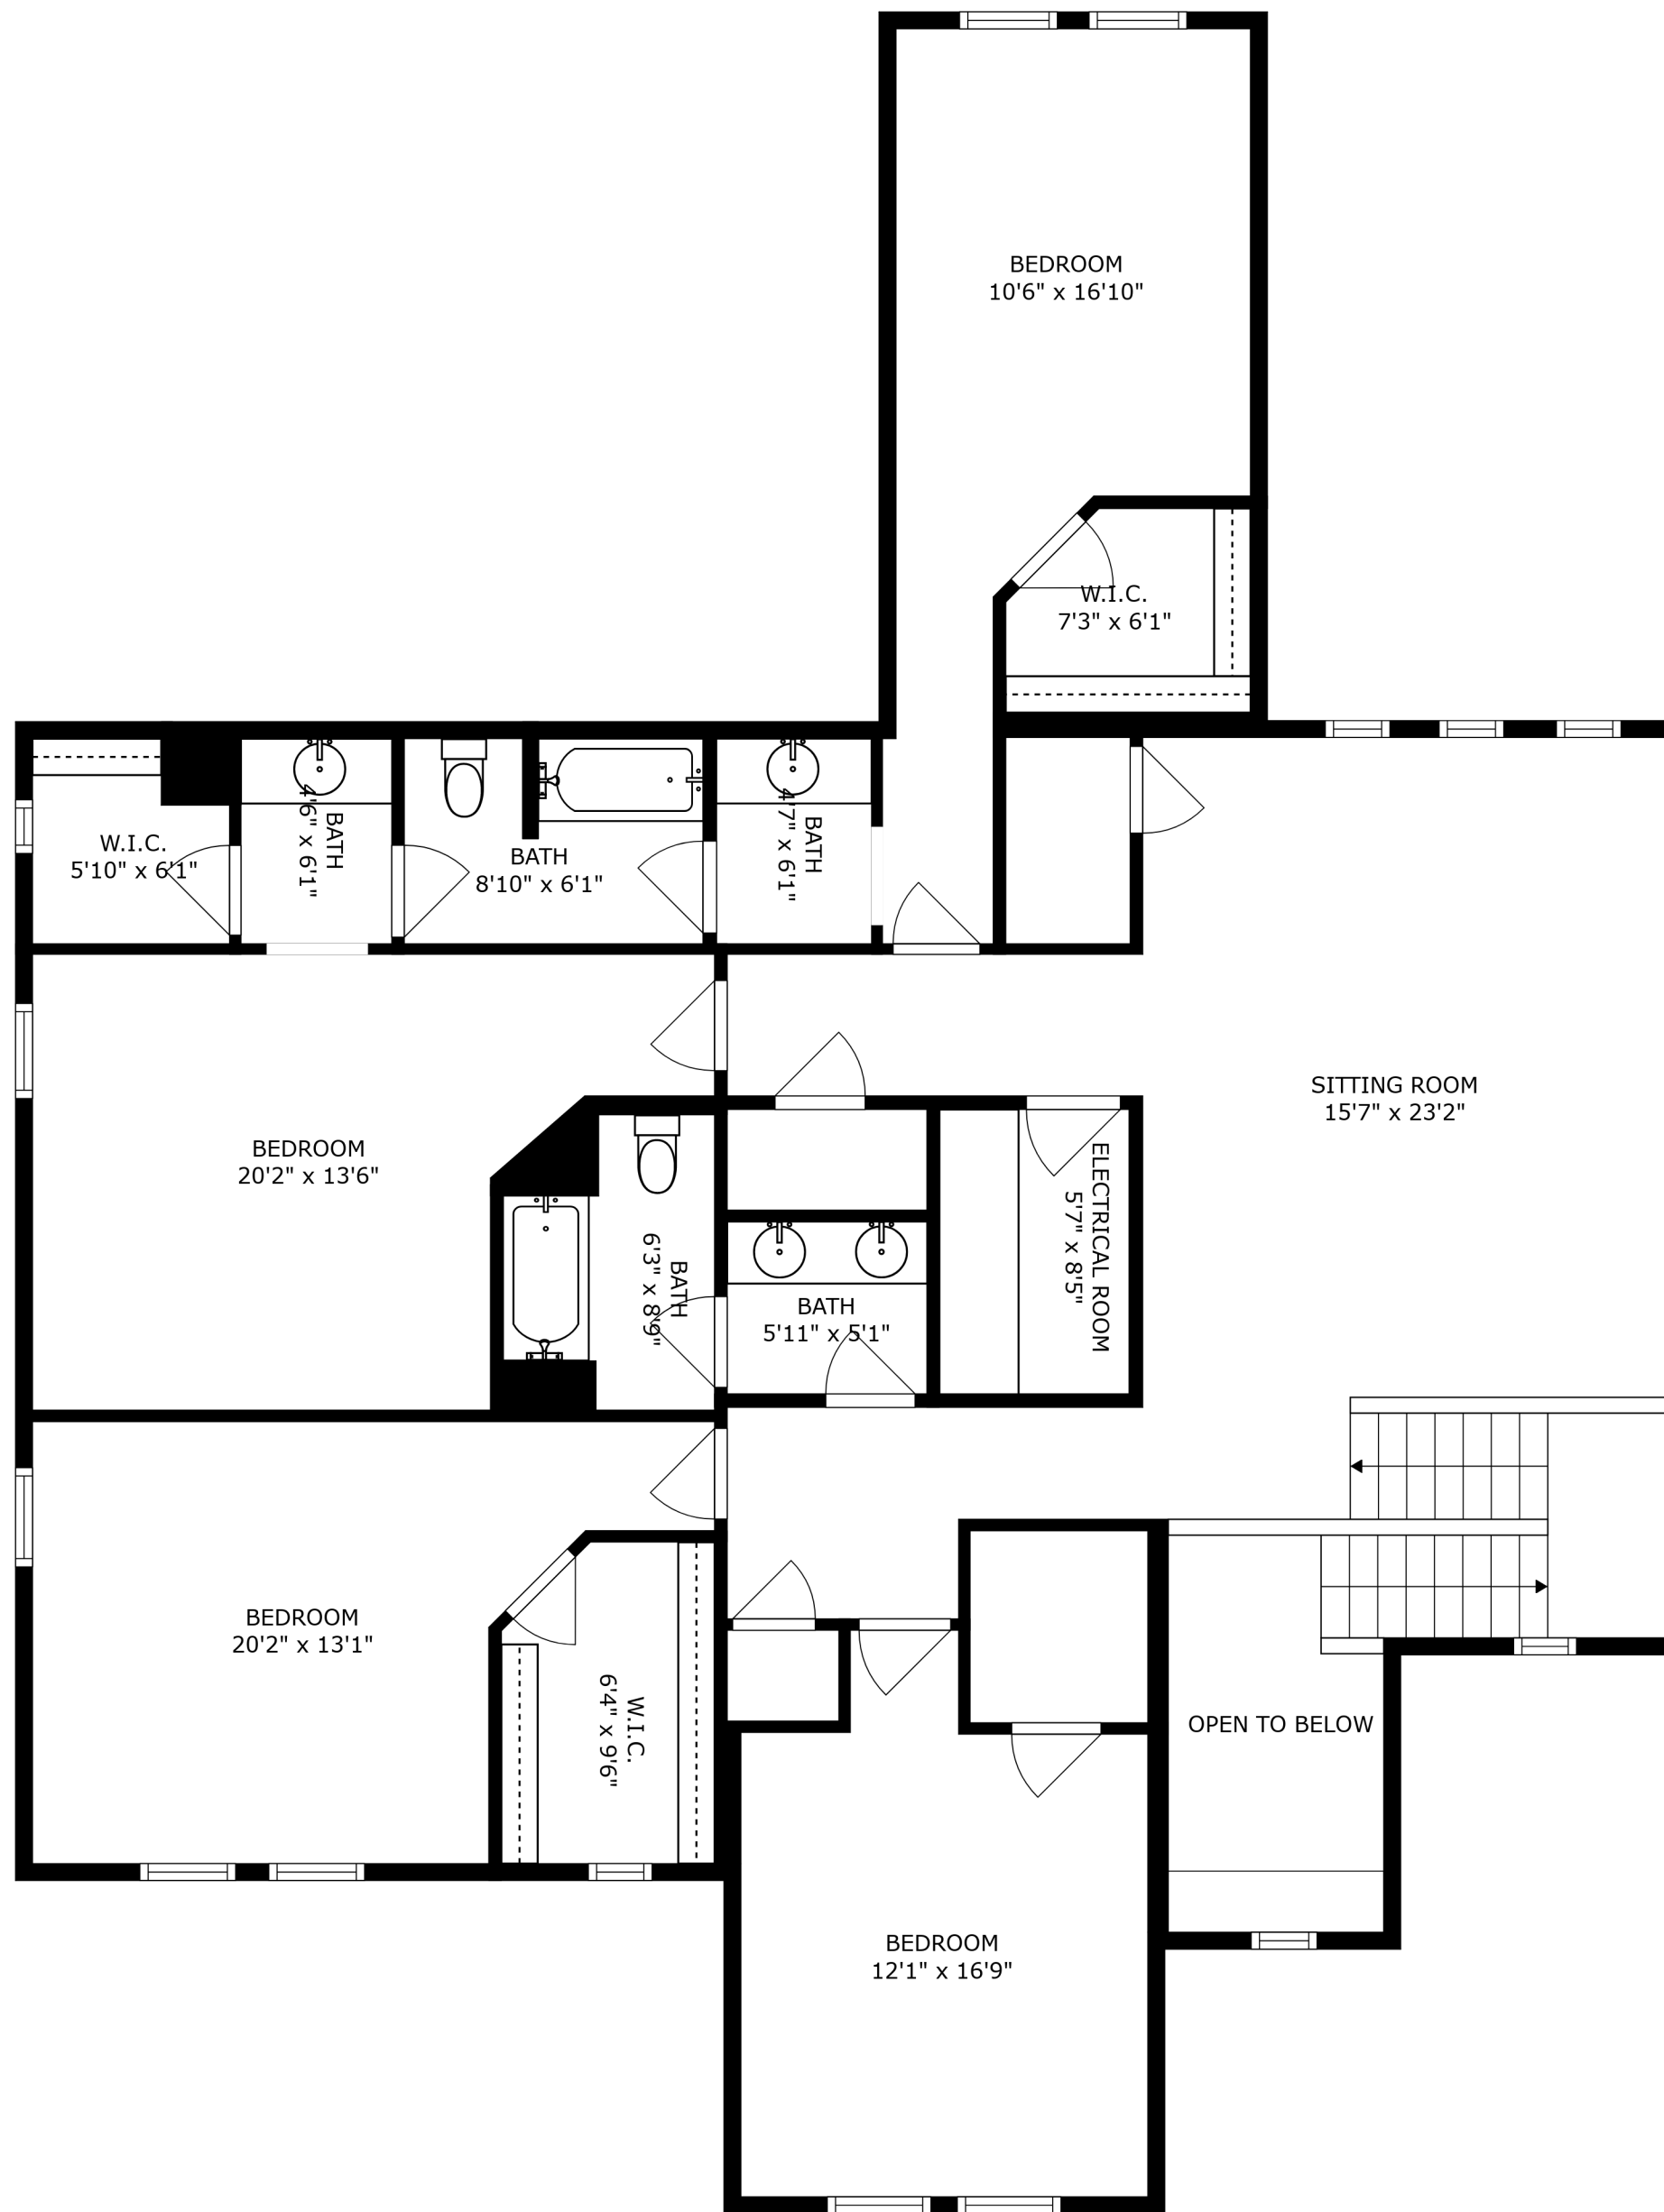 BEDROOM
10'6" x 16'10"
W.I.C.
7'3" x 6'1"
W.I.C.
5'10" x 6'1"
BATH
4'6" x 6'1"
BATH
8'10" x 6'1"
BATH
4'7" x 6'1"
SITTING ROOM
15'7" x 23'2"
BEDROOM
20'2" x 13'6"
BATH
6'3" x 8'9"
BATH
5'11" x 5'1"
ELECTRICAL ROOM
5'7" x 8'5"
BEDROOM
20'2" x 13'1"
W.I.C.
6'4" x 9'6"
OPEN TO BELOW
BEDROOM
12'1" x 16'9"